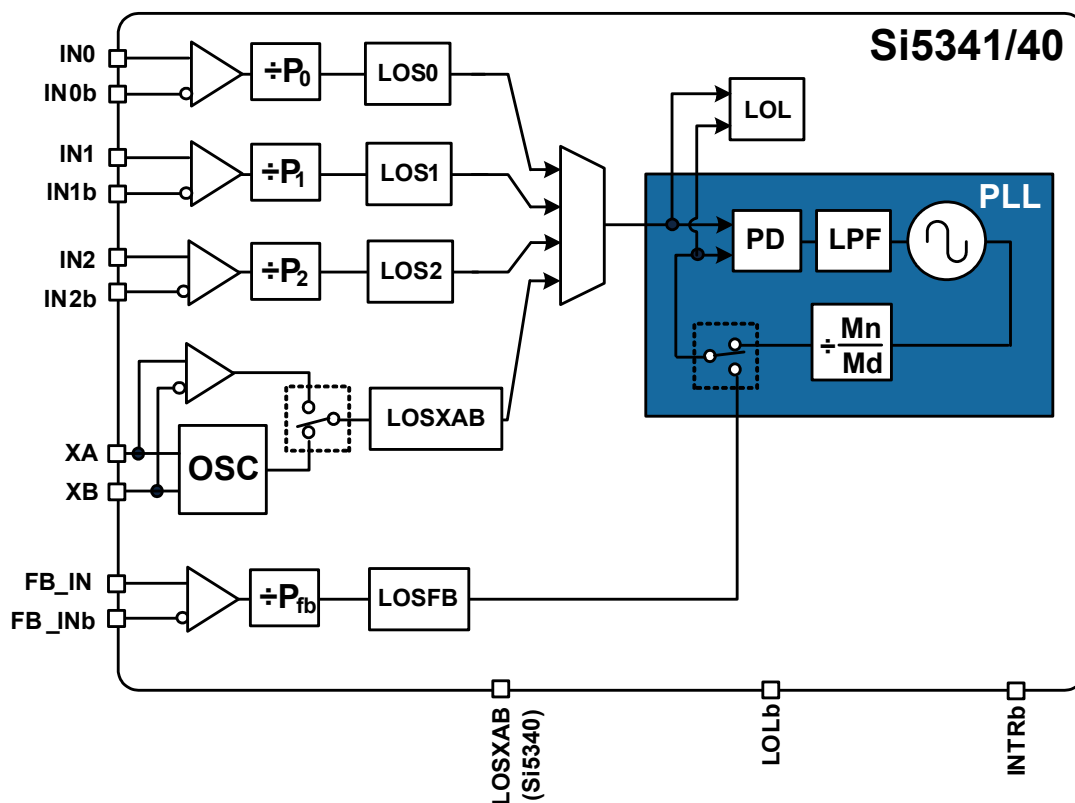 Si5341/40
IN0
IN0b
÷P0
LOS0
LOL
IN1
IN1b
÷P1
LOS1
PLL
PD
LPF
IN2
IN2b
÷P2
LOS2
÷ Mn
Md
LOSXAB
XA
XB
OSC
FB_IN
FB_INb
÷Pfb
LOSFB
LOSXAB
(Si5340)
LOLb
INTRb